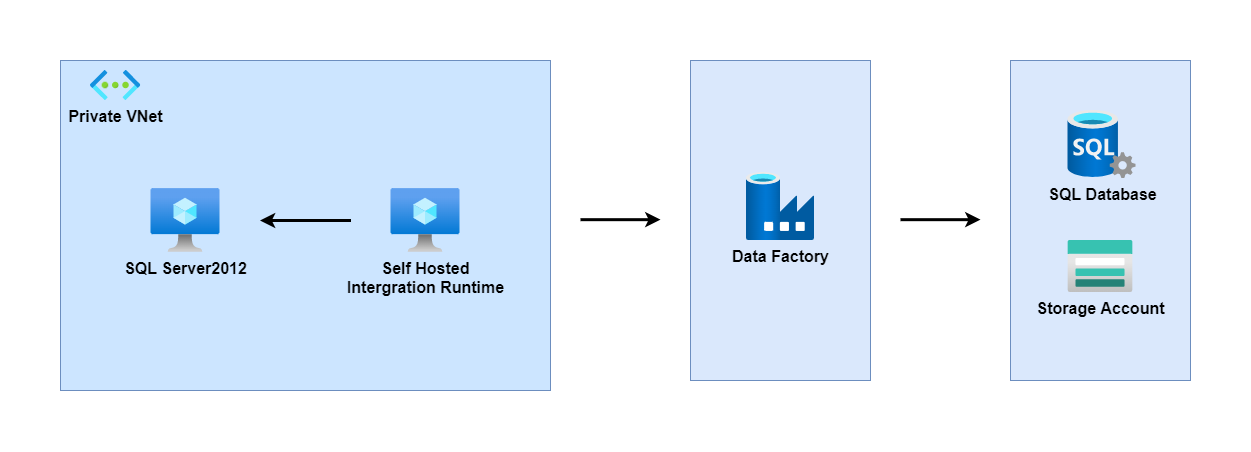 Private VNet
SQL Server2012
Self Hosted
Intergration Runtime
Data Factory
SQL
SQL Database
Storage Account